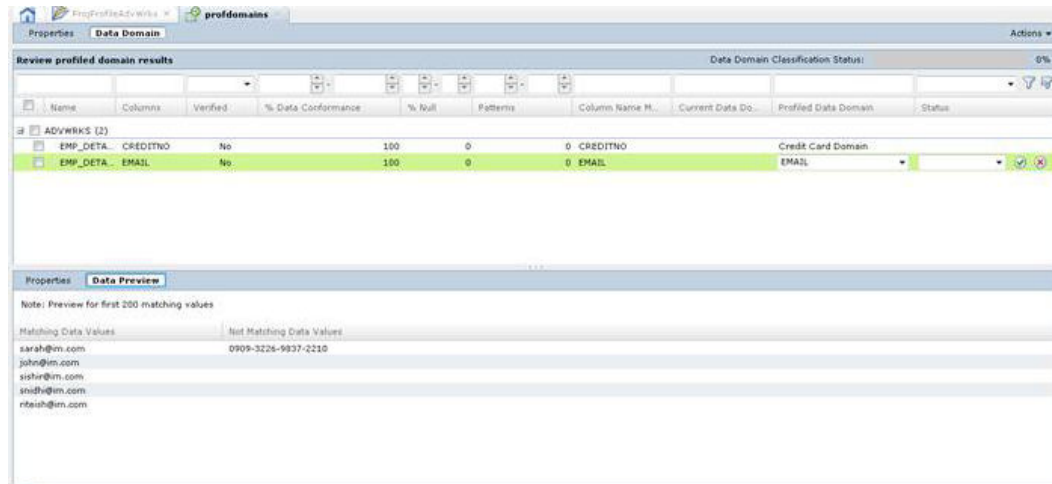 ProjProfileAdvWrks × profdomains
Properties Data Domain Actions
Review profiled domain results Data Domain Classification Status: 0%
Name Columns Verified % Data Conformance % Null Patterns Column Name M... Current Data Do... Profiled Data Domain Status
ADVWRKS (2)
EMP_DETA... CREDITNO No 100 0 0 CREDITNO Credit Card Domain
EMP_DETA... EMAIL No 100 0 0 EMAIL EMAIL
Properties Data Preview
Note: Preview for first 200 matching values
Matching Data Values Not Matching Data Values
sarah@im.com 0909-3226-9837-2210
john@im.com
sishir@im.com
snidhi@im.com
riteish@im.com